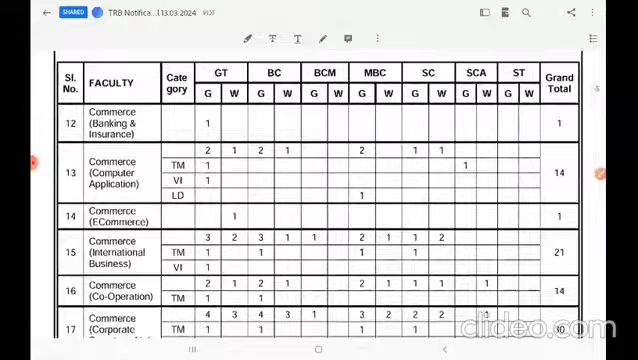 SHARED TRB Notifica...l 13.03.2024 PDF
Sl. No. FACULTY Cate gory GT BC BCM MBC SC SCA ST Grand Total
G W G W G W G W G W G W G W
12 Commerce (Banking & Insurance) 1 1
13 Commerce (Computer Application) 14
2 1 2 1 2 1 1
TM 1 1
VI 1
LD 1
14 Commerce (ECommerce) 1 1
15 Commerce (International Business) 21
3 2 3 1 1 2 1 1 2
TM 1 1 1 1
VI 1
16 Commerce (Co-Operation) 14
2 1 2 1 2 1 1 1 1
TM 1 1
17 Commerce (Corporate
4 3 4 3 1 3 2 2 2 1
TM 1 1 1 1
clideo.com